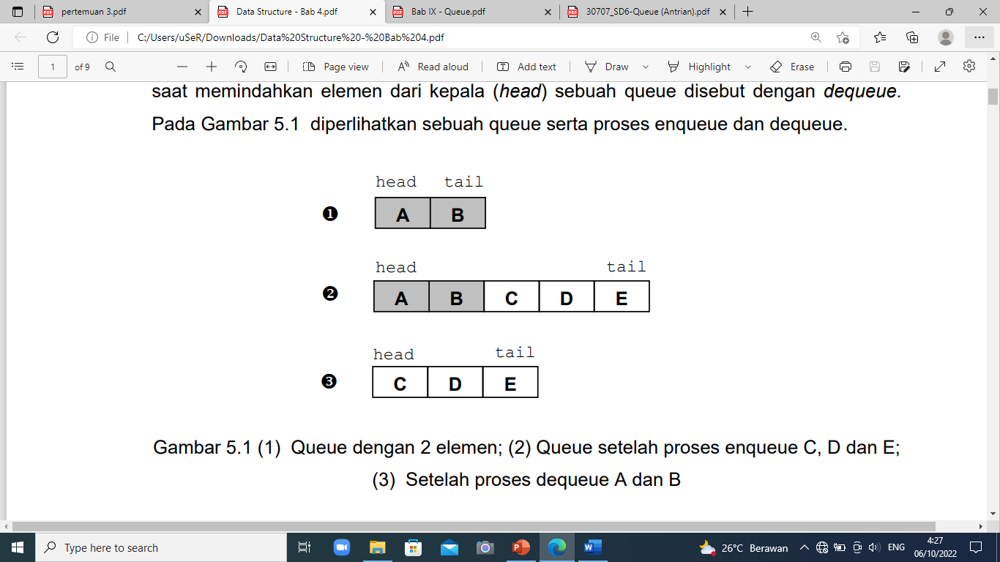 pertemuan 3.pdf
Data Structure - Bab 4.pdf
Bab IX - Queue.pdf
30707_SD6-Queue (Antrian).pdf
File
C:/Users/uSeR/Downloads/Data%20Structure%20-%20Bab%204.pdf
1 of 9
Page view
Read aloud
Add text
Draw
Highlight
Erase
saat memindahkan elemen dari kepala (head) sebuah queue disebut dengan dequeue.
Pada Gambar 5.1 diperlihatkan sebuah queue serta proses enqueue dan dequeue.
head tail
❶ A B
head tail
❷ A B C D E
head tail
❸ C D E
Gambar 5.1 (1) Queue dengan 2 elemen; (2) Queue setelah proses enqueue C, D dan E;
(3) Setelah proses dequeue A dan B
Type here to search
26°C Berawan
ENG
4:27
06/10/2022